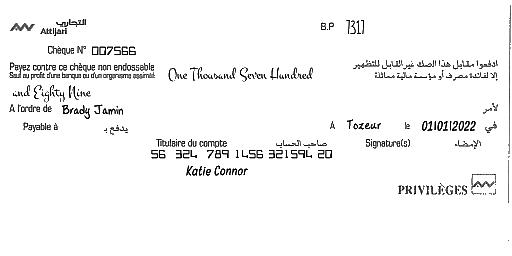 التجاري
Attijari
B.P 7317
Chèque N° 007566
Payez contre ce chèque non endossable
Sauf au profit d'une banque ou d'un organisme assimilé
One Thousand Seven Hundred
ادفعوا مقابل هذا الصك غير القابل للتظهير
إلا لفائدة مصرف أو مؤسسة مالية مماثلة
and Eighty Nine
A l'ordre de Brady Jamin لأمر
Payable à يدفع بـ
A Tozeur le 01/01/2022 في
Titulaire du compte صاحب الحساب Signature(s) الإمضاء
56 324 789 1456 321594 20
Katie Connor
PRIVILÈGES